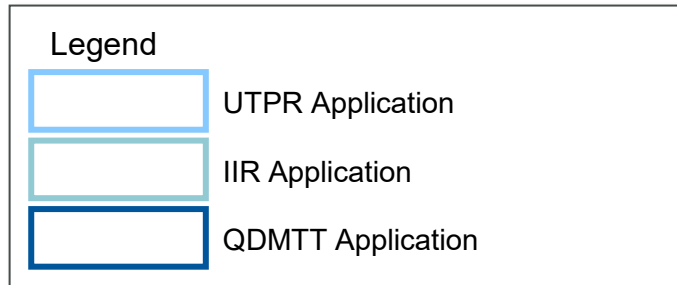 Legend
UTPR Application
IIR Application
QDMTT Application